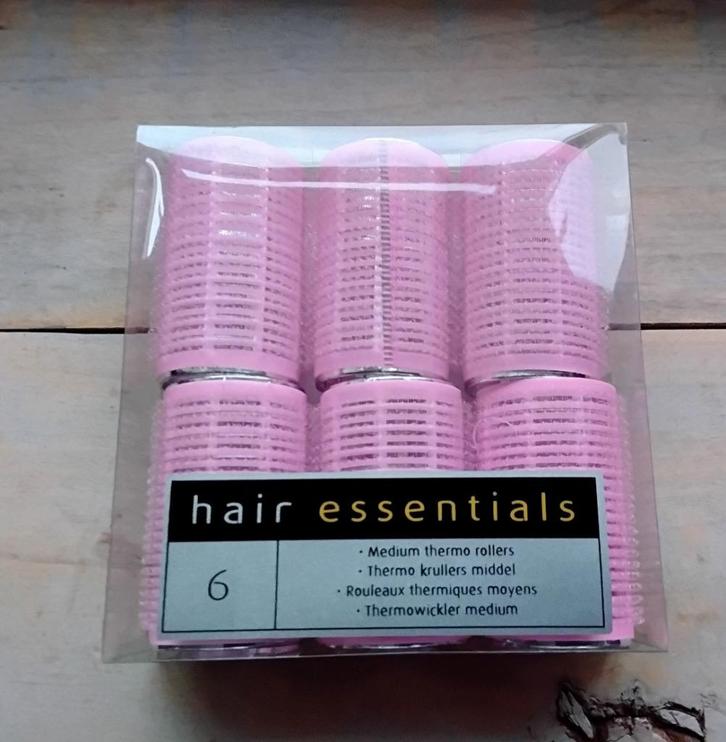 hair essentials
6
· Medium thermo rollers
· Thermo krullers middel
· Rouleaux thermiques moyens
· Thermowickler medium